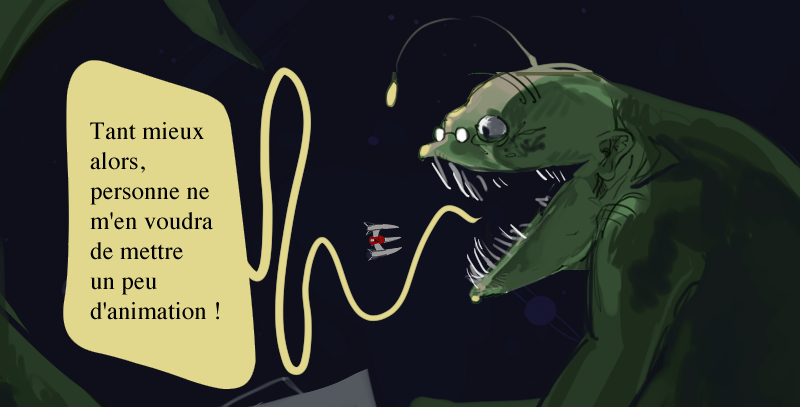 Tant mieux
alors,
personne ne
m'en voudra
de mettre
un peu
d'animation !